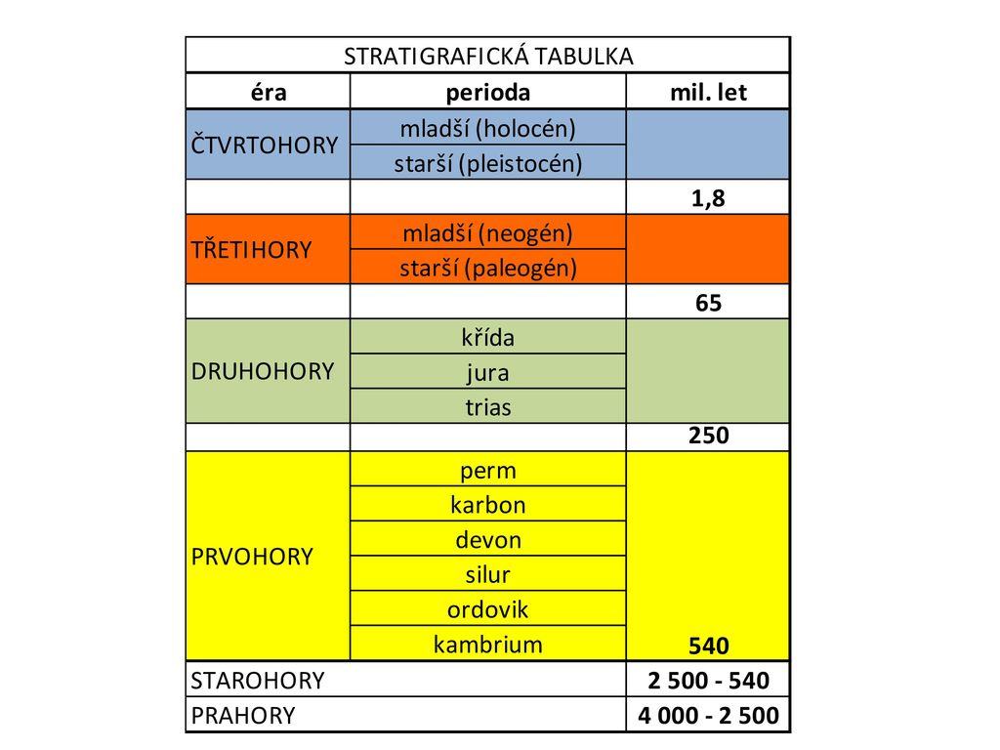 STRATIGRAFICKÁ TABULKA
éra perioda mil. let
ČTVRTOHORY
mladší (holocén)
starší (pleistocén)
1,8
TŘETIHORY
mladší (neogén)
starší (paleogén)
65
DRUHOHORY
křída
jura
trias
250
PRVOHORY
perm
karbon
devon
silur
ordovik
kambrium
540
STAROHORY 2 500 - 540
PRAHORY 4 000 - 2 500